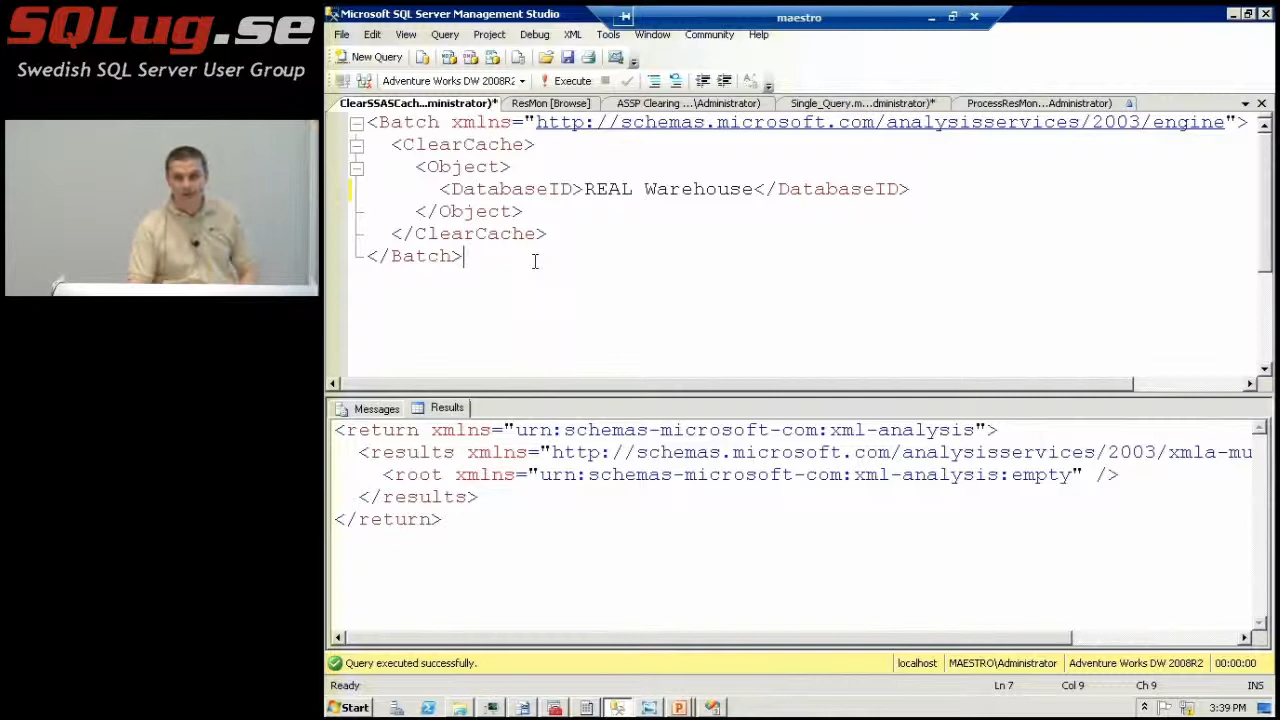 SQLug.se
Swedish SQL Server User Group
Microsoft SQL Server Management Studio
maestro
File Edit View Query Project Debug XML Tools Window Community Help
New Query
Adventure Works DW 2008R2 Execute
ClearSSASCach...ministrator)* ResMon [Browse] ASSP Clearing ...\Administrator) Single_Query.m...dministrator)* ProcessResMon...Administrator)
<Batch xmlns="http://schemas.microsoft.com/analysisservices/2003/engine">
<ClearCache>
<Object>
<DatabaseID>REAL Warehouse</DatabaseID>
</Object>
</ClearCache>
</Batch>
Messages Results
<return xmlns="urn:schemas-microsoft-com:xml-analysis">
<results xmlns="http://schemas.microsoft.com/analysisservices/2003/xmla-mu
<root xmlns="urn:schemas-microsoft-com:xml-analysis:empty" />
</results>
</return>
Query executed successfully. localhost MAESTRO\Administrator Adventure Works DW 2008R2 00:00:00
Ready Ln 7 Col 9 Ch 9 INS
Start 3:39 PM